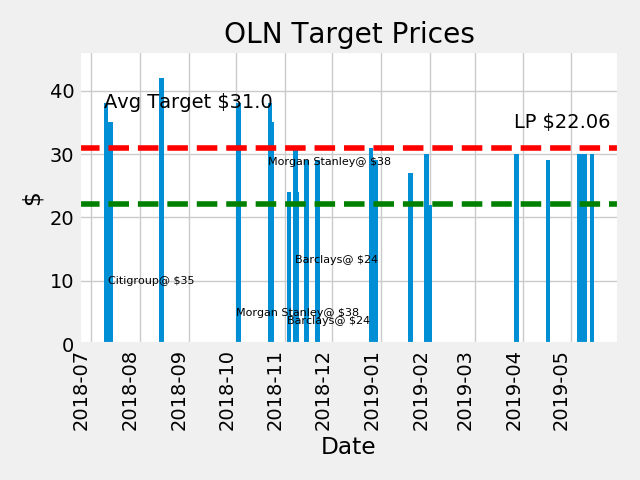 OLN Target Prices
Avg Target $31.0
LP $22.06
Morgan Stanley@ $38
Barclays@ $24
Citigroup@ $35
Morgan Stanley@ $38
Barclays@ $24
$
40
30
20
10
0
2018-07
2018-08
2018-09
2018-10
2018-11
2018-12
2019-01
2019-02
2019-03
2019-04
2019-05
Date